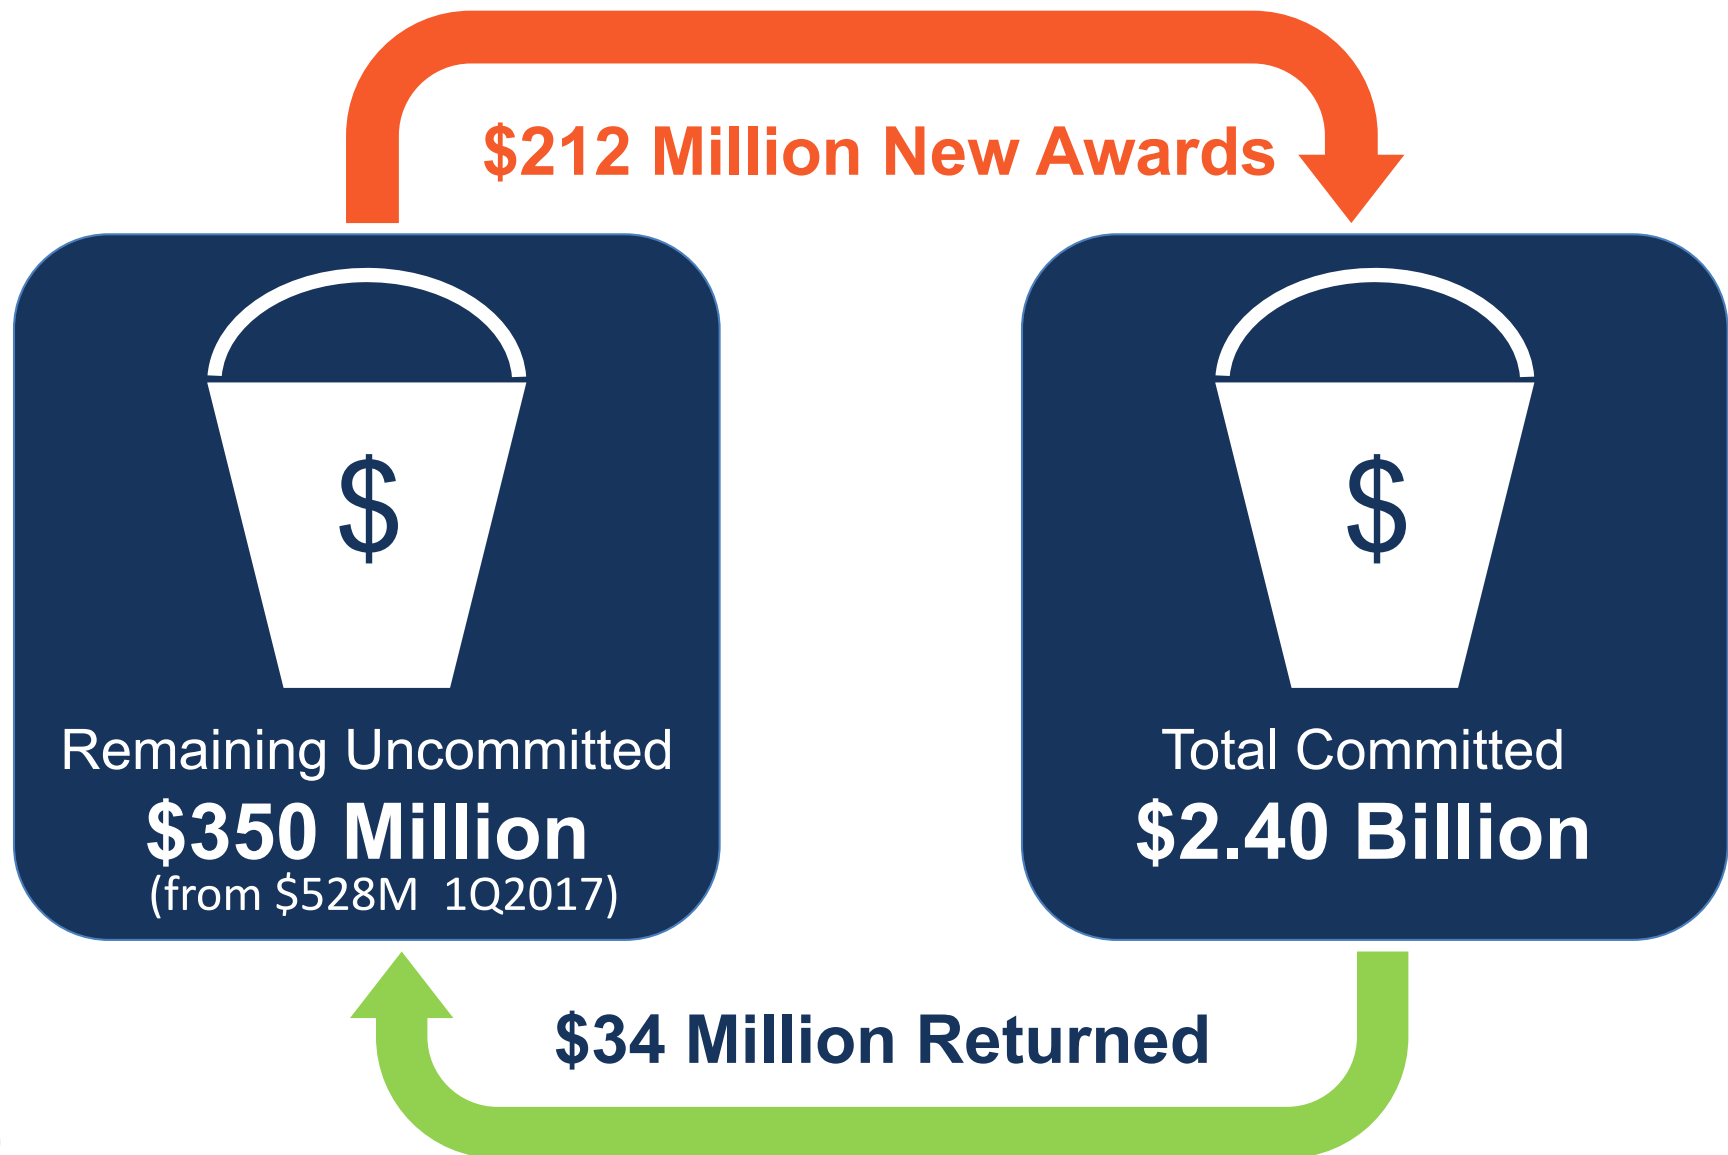 $212 Million New Awards
$
$
Remaining Uncommitted
$350 Million
(from $528M  1Q2017)
Total Committed
$2.40 Billion
$34 Million Returned